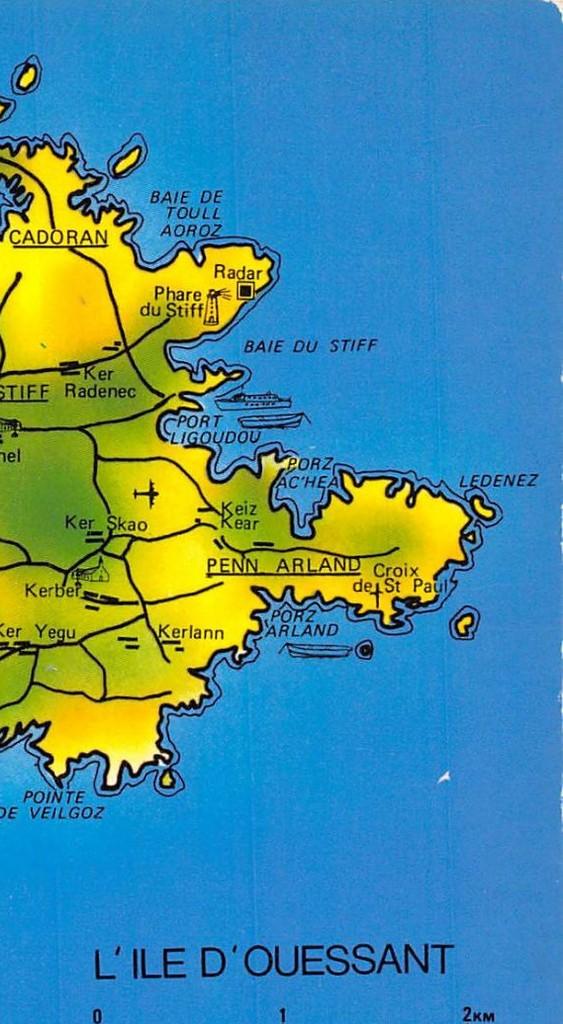 BAIE DE
TOULL
AOROZ
CADORAN
Radar
Phare
du Stiff
BAIE DU STIFF
Ker
Radenec
STIFF
PORT
LIGOUDOU
PORZ
AC'HEA
LEDENEZ
Keiz
Kear
Ker Skao
PENN ARLAND
Croix
de St Paul
Kerber
PORZ
ARLAND
Ker Yegu
Kerlann
POINTE
DE VEILGOZ
L'ILE D'OUESSANT
0 1 2KM